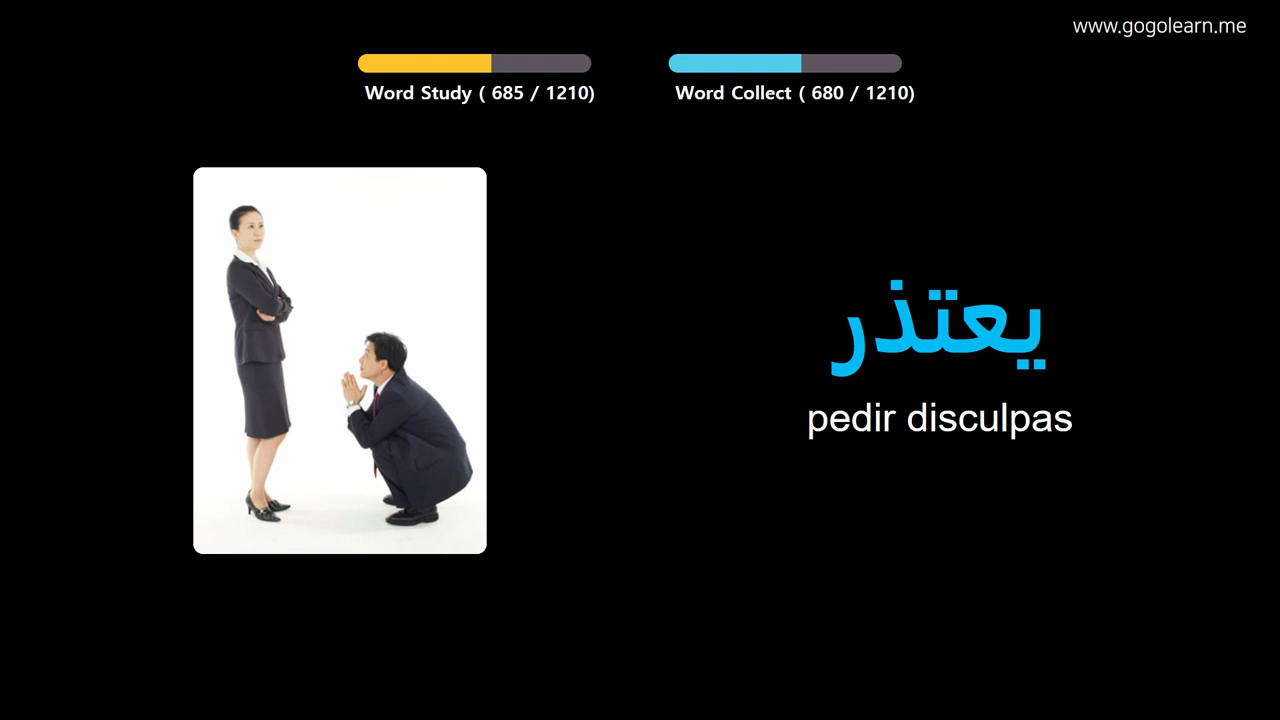 www.gogolearn.me
Word Study ( 685 / 1210)
Word Collect ( 680 / 1210)
يعتذر
pedir disculpas